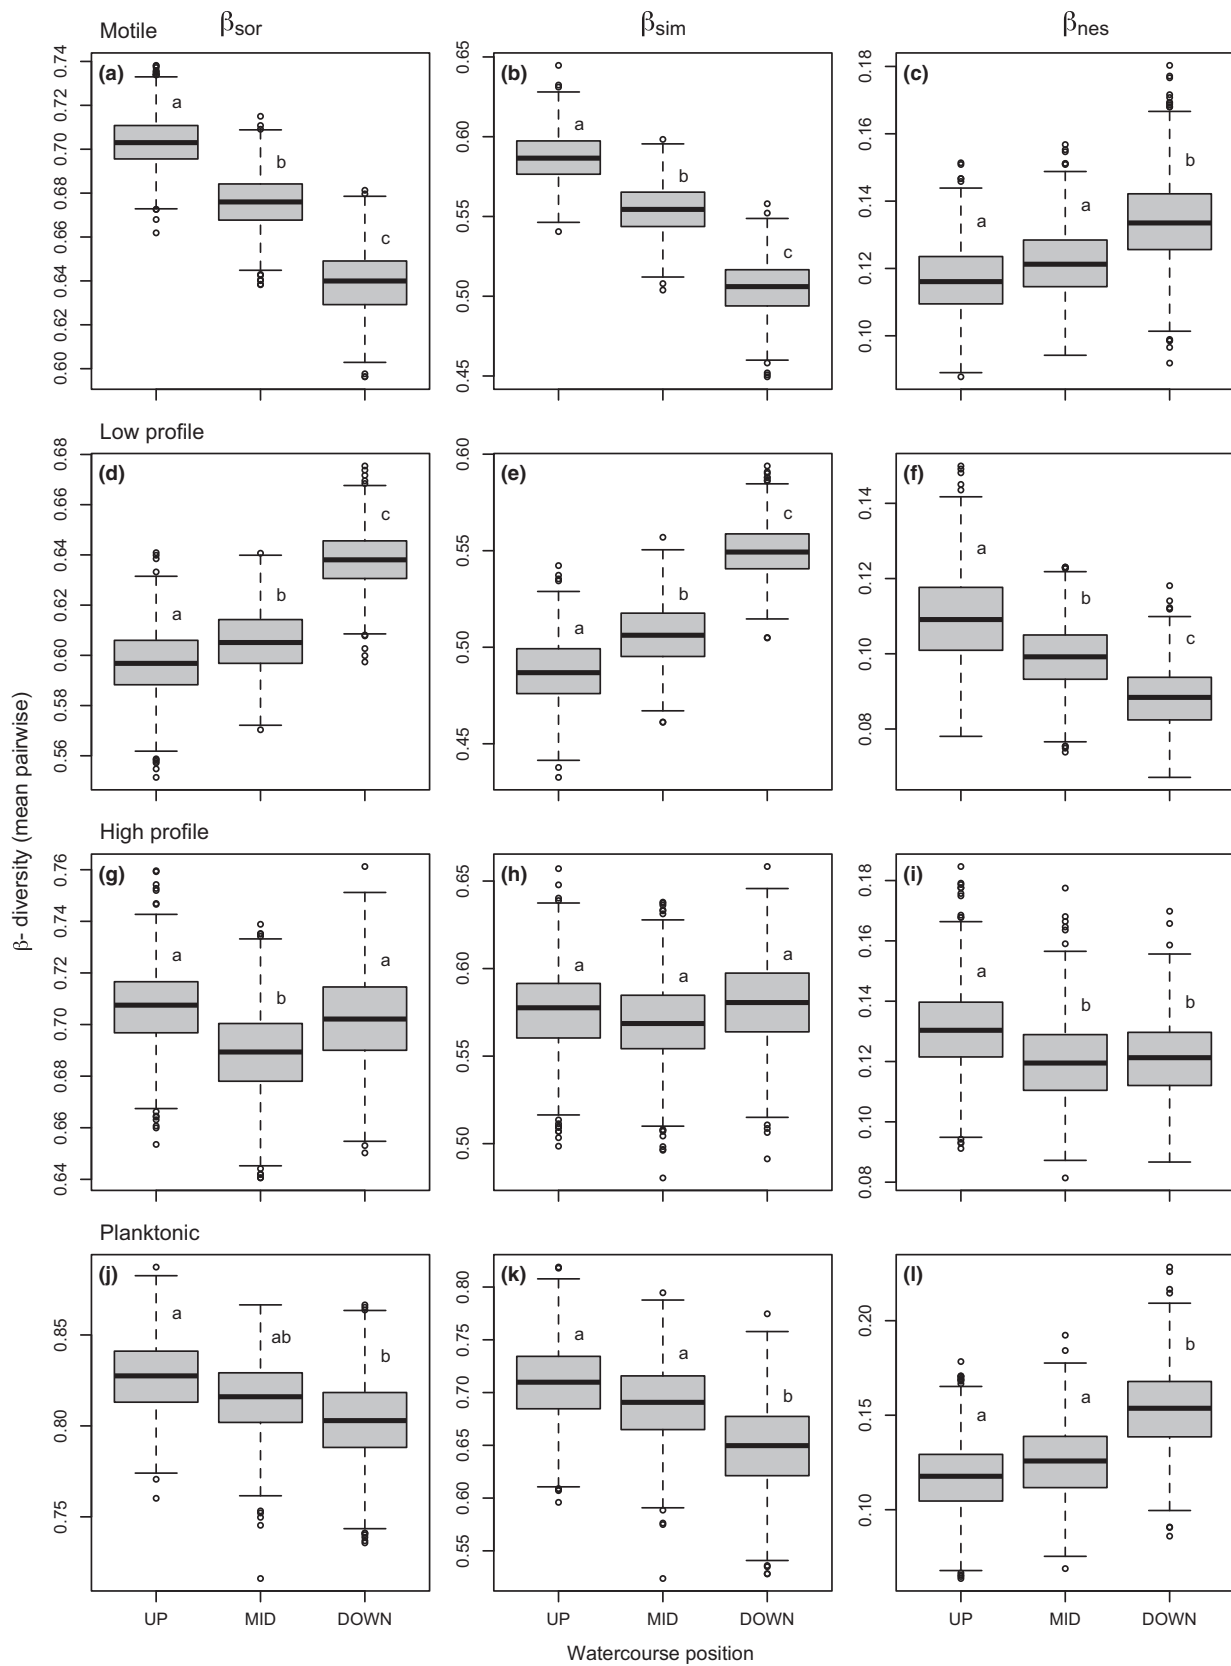 βsor βsim βnes
Motile
(a) (b) (c)
0.60 0.62 0.64 0.66 0.68 0.70 0.72 0.74
a b c
0.45 0.50 0.55 0.60 0.65
a b c
0.10 0.12 0.14 0.16 0.18
a a b
Low profile
(d) (e) (f)
0.56 0.58 0.60 0.62 0.64 0.66 0.68
a b c
0.45 0.50 0.55 0.60
a b c
0.08 0.10 0.12 0.14
a b c
β- diversity (mean pairwise)
High profile
(g) (h) (i)
0.64 0.66 0.68 0.70 0.72 0.74 0.76
a b a
0.50 0.55 0.60 0.65
a a a
0.08 0.10 0.12 0.14 0.16 0.18
a b b
Planktonic
(j) (k) (l)
0.75 0.80 0.85
a ab b
0.55 0.60 0.65 0.70 0.75 0.80
a a b
0.10 0.15 0.20
a a b
UP MID DOWN UP MID DOWN UP MID DOWN
Watercourse position